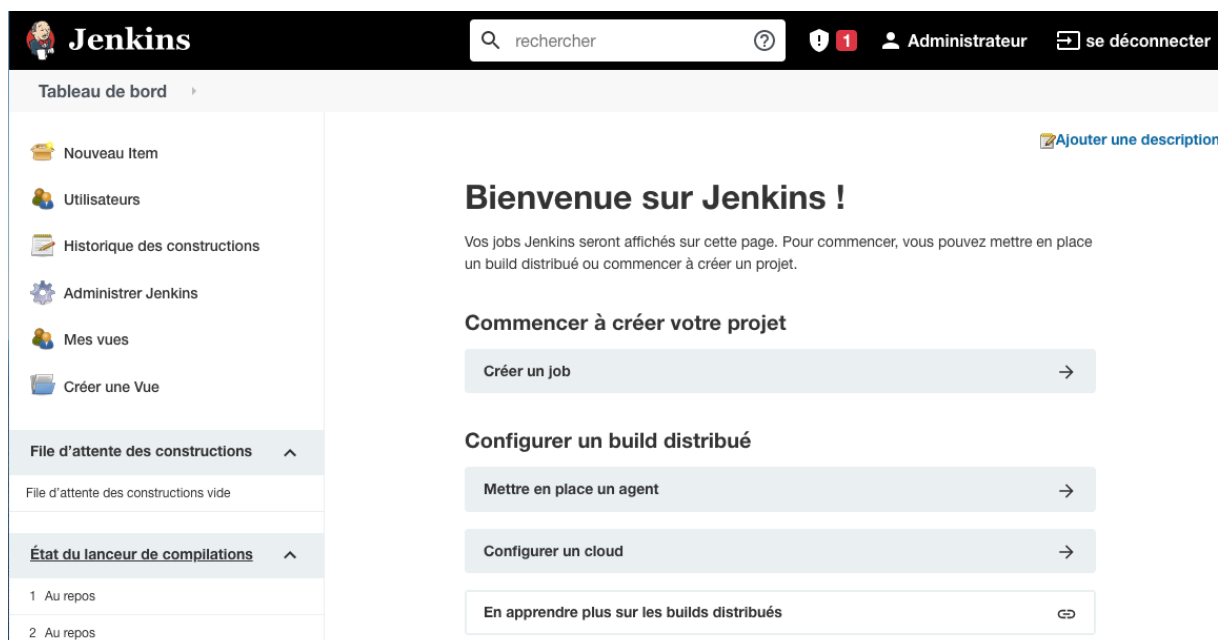 Jenkins
rechercher
1
Administrateur
se déconnecter
Tableau de bord
Ajouter une description
Nouveau Item
Utilisateurs
Historique des constructions
Administrer Jenkins
Mes vues
Créer une Vue
File d'attente des constructions
File d'attente des constructions vide
État du lanceur de compilations
1 Au repos
2 Au repos
Bienvenue sur Jenkins !
Vos jobs Jenkins seront affichés sur cette page. Pour commencer, vous pouvez mettre en place
un build distribué ou commencer à créer un projet.
Commencer à créer votre projet
Créer un job
Configurer un build distribué
Mettre en place un agent
Configurer un cloud
En apprendre plus sur les builds distribués